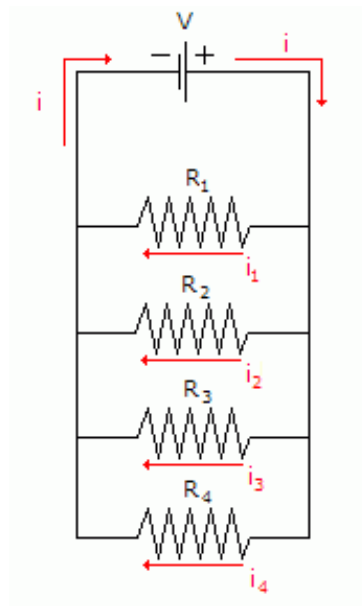 V
− +
i
i
R₁
i₁
R₂
i₂
R₃
i₃
R₄
i₄